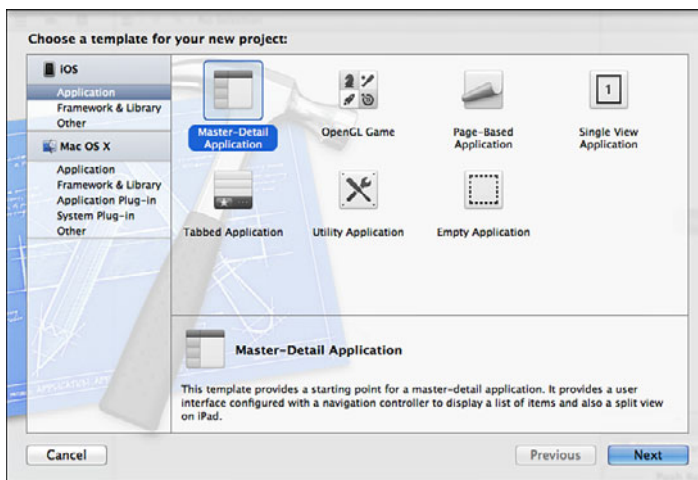 Choose a template for your new project:
iOS
Application
Framework & Library
Other
Mac OS X
Application
Framework & Library
Application Plug-in
System Plug-in
Other
Master-Detail
Application
OpenGL Game
Page-Based
Application
1
Single View
Application
Tabbed Application
Utility Application
Empty Application
Master-Detail Application
This template provides a starting point for a master-detail application. It provides a user
interface configured with a navigation controller to display a list of items and also a split view
on iPad.
Cancel
Previous
Next